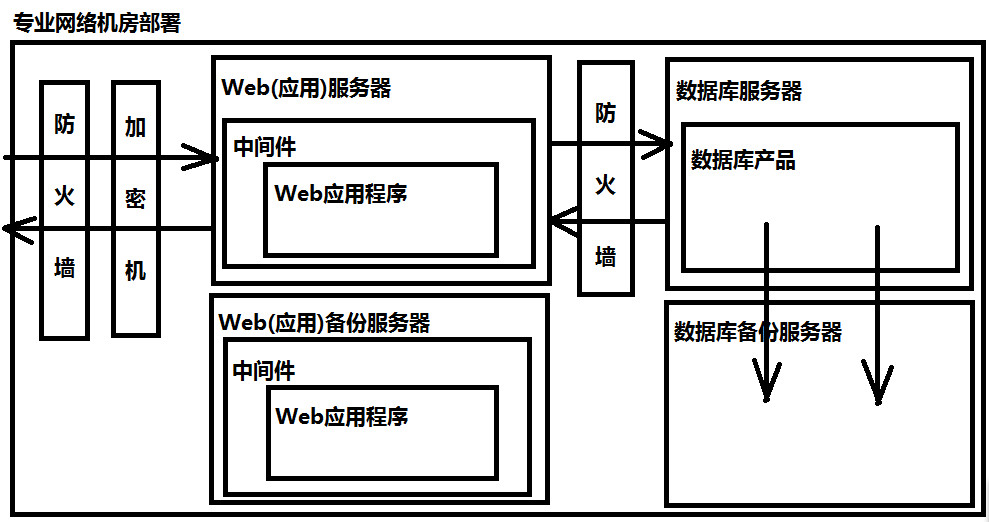 专业网络机房部署
防火墙
加密机
Web(应用)服务器
中间件
Web应用程序
防火墙
数据库服务器
数据库产品
Web(应用)备份服务器
中间件
Web应用程序
数据库备份服务器